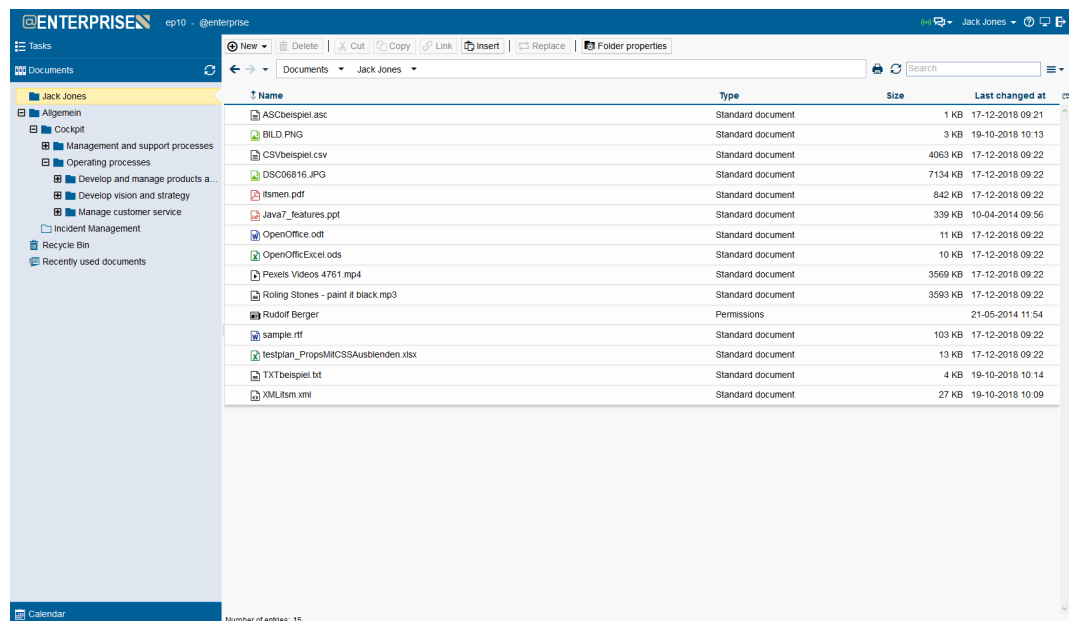 @ENTERPRISE ep10 - @enterprise Jack Jones
Tasks
New Delete Cut Copy Link Insert Replace Folder properties
Documents
Documents Jack Jones Search
Jack Jones
Allgemein
Cockpit
Management and support processes
Operating processes
Develop and manage products a...
Develop vision and strategy
Manage customer service
Incident Management
Recycle Bin
Recently used documents
Name Type Size Last changed at
ASCbeispiel.asc Standard document 1 KB 17-12-2018 09:21
BILD.PNG Standard document 3 KB 19-10-2018 10:13
CSVbeispiel.csv Standard document 4063 KB 17-12-2018 09:22
DSC06816.JPG Standard document 7134 KB 17-12-2018 09:22
itsmen.pdf Standard document 842 KB 17-12-2018 09:22
Java7_features.ppt Standard document 339 KB 10-04-2014 09:56
OpenOffice.odt Standard document 11 KB 17-12-2018 09:22
OpenOfficExcel.ods Standard document 10 KB 17-12-2018 09:22
Pexels Videos 4761.mp4 Standard document 3569 KB 17-12-2018 09:22
Roling Stones - paint it black.mp3 Standard document 3593 KB 17-12-2018 09:22
Rudolf Berger Permissions 21-05-2014 11:54
sample.rtf Standard document 103 KB 17-12-2018 09:22
testplan_PropsMitCSSAusblenden.xlsx Standard document 13 KB 17-12-2018 09:22
TXTbeispiel.txt Standard document 4 KB 19-10-2018 10:14
XMLitsm.xml Standard document 27 KB 19-10-2018 10:09
Calendar
Number of entries: 15